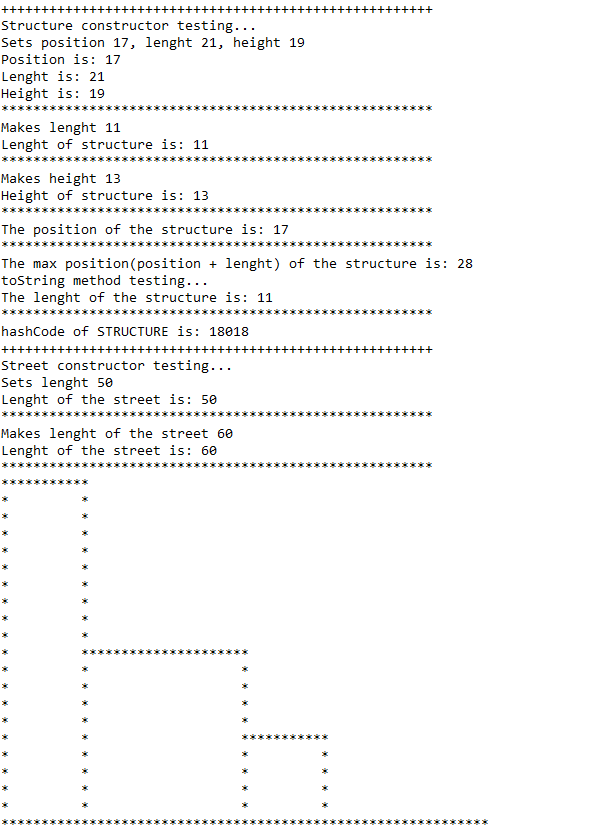 ++++++++++++++++++++++++++++++++++++++++++++++++++++++
Structure constructor testing...
Sets position 17, lenght 21, height 19
Position is: 17
Lenght is: 21
Height is: 19
******************************************************
Makes lenght 11
Lenght of structure is: 11
******************************************************
Makes height 13
Height of structure is: 13
******************************************************
The position of the structure is: 17
******************************************************
The max position(position + lenght) of the structure is: 28
toString method testing...
The lenght of the structure is: 11
******************************************************
hashCode of STRUCTURE is: 18018
++++++++++++++++++++++++++++++++++++++++++++++++++++++
Street constructor testing...
Sets lenght 50
Lenght of the street is: 50
******************************************************
Makes lenght of the street 60
Lenght of the street is: 60
******************************************************
***********
*         *
*         *
*         *
*         *
*         *
*         *
*         *
*         *
*         *
*         *********************
*         *                   *
*         *                   *
*         *                   *
*         *                   *
*         *                   ***********
*         *                   *         *
*         *                   *         *
*         *                   *         *
*         *                   *         *
*************************************************************